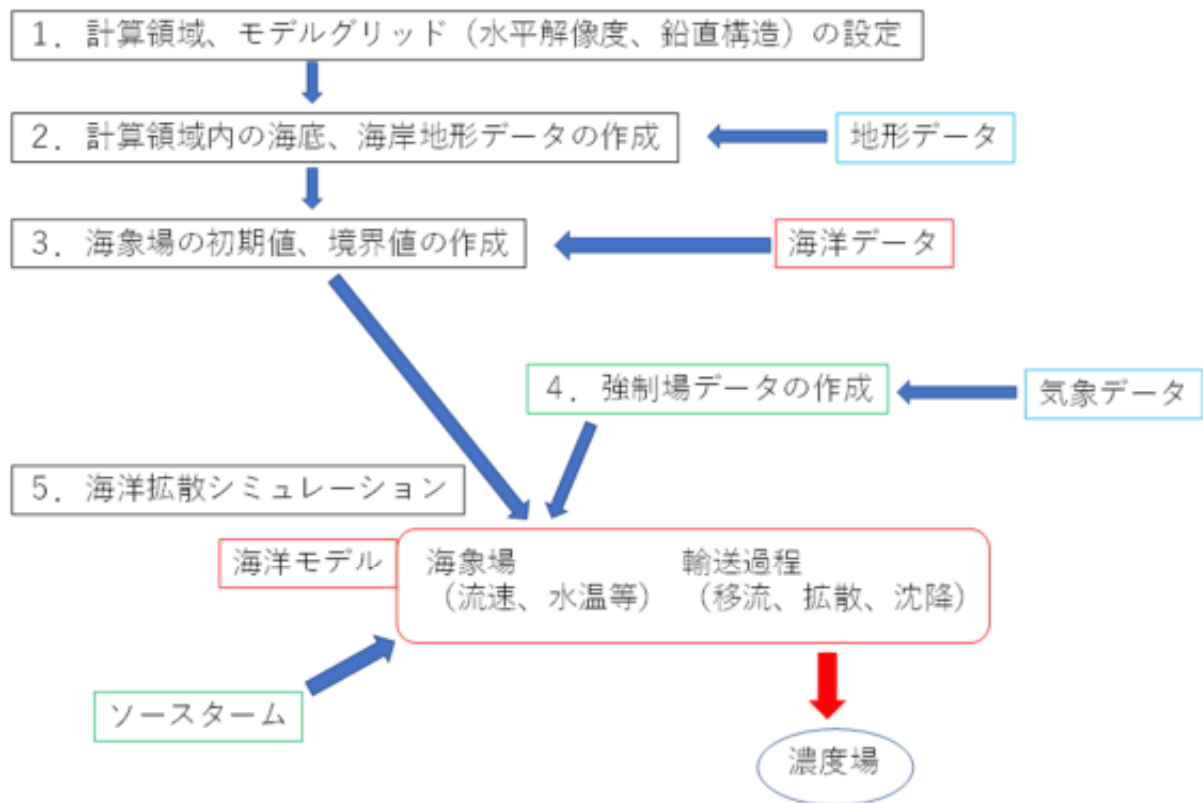 1．計算領域、モデルグリッド（水平解像度、鉛直構造）の設定
2．計算領域内の海底、海岸地形データの作成
地形データ
3．海象場の初期値、境界値の作成
海洋データ
4．強制場データの作成
気象データ
5．海洋拡散シミュレーション
海洋モデル
海象場
（流速、水温等）
輸送過程
（移流、拡散、沈降）
ソースターム
濃度場